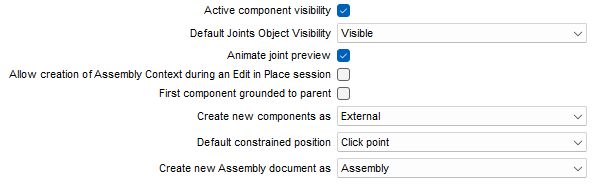 Active component visibility
Default Joints Object Visibility Visible
Animate joint preview
Allow creation of Assembly Context during an Edit in Place session
First component grounded to parent
Create new components as External
Default constrained position Click point
Create new Assembly document as Assembly